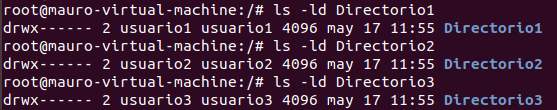 root@mauro-virtual-machine:/# ls -ld Directorio1
drwx------ 2 usuario1 usuario1 4096 may 17 11:55 Directorio1
root@mauro-virtual-machine:/# ls -ld Directorio2
drwx------ 2 usuario2 usuario2 4096 may 17 11:55 Directorio2
root@mauro-virtual-machine:/# ls -ld Directorio3
drwx------ 2 usuario3 usuario3 4096 may 17 11:55 Directorio3